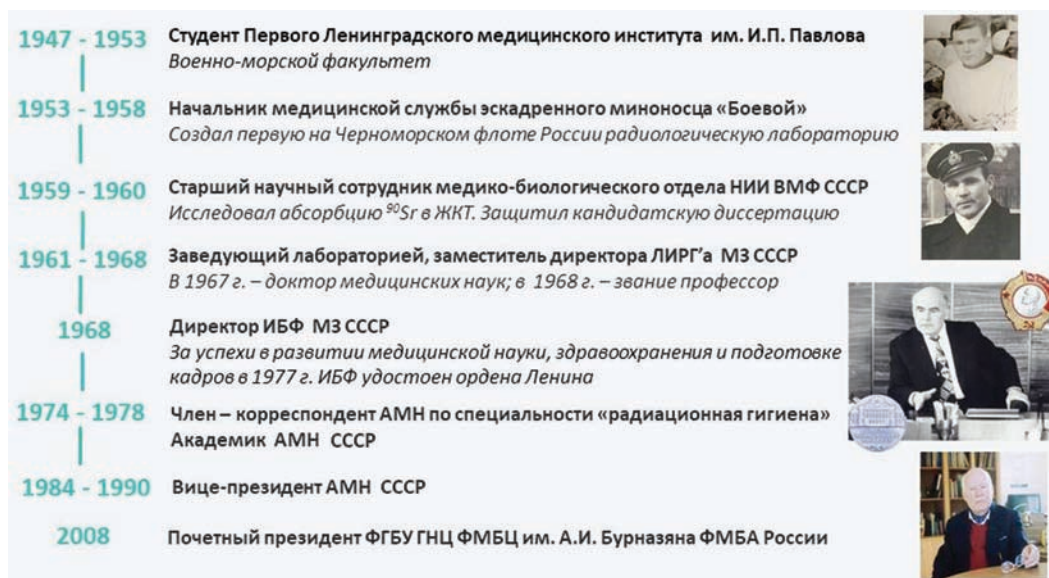 1947 - 1953
Студент Первого Ленинградского медицинского института им. И.П. Павлова
Военно-морской факультет
1953 - 1958
Начальник медицинской службы эскадренного миноносца «Боевой»
Создал первую на Черноморском флоте России радиологическую лабораторию
1959 - 1960
Старший научный сотрудник медико-биологического отдела НИИ ВМФ СССР
Исследовал абсорбцию ⁹⁰Sr в ЖКТ. Защитил кандидатскую диссертацию
1961 - 1968
Заведующий лабораторией, заместитель директора ЛИРГ'а МЗ СССР
В 1967 г. – доктор медицинских наук; в 1968 г. – звание профессор
1968
Директор ИБФ МЗ СССР
За успехи в развитии медицинской науки, здравоохранения и подготовке
кадров в 1977 г. ИБФ удостоен ордена Ленина
1974 - 1978
Член – корреспондент АМН по специальности «радиационная гигиена»
Академик АМН СССР
1984 - 1990
Вице-президент АМН СССР
2008
Почетный президент ФГБУ ГНЦ ФМБЦ им. А.И. Бурназяна ФМБА России